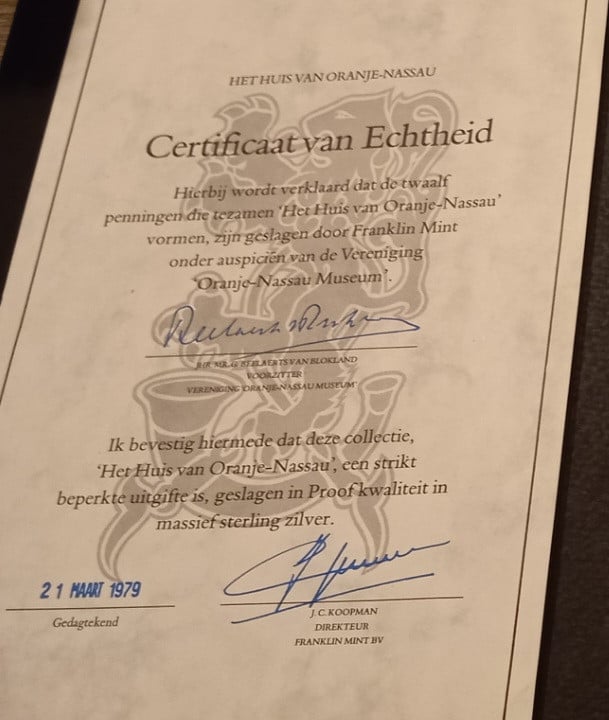 HET HUIS VAN ORANJE-NASSAU
Certificaat van Echtheid
Hierbij wordt verklaard dat de twaalf
penningen die tezamen ‘Het Huis van Oranje-Nassau’
vormen, zijn geslagen door Franklin Mint
onder auspiciën van de Vereniging
‘Oranje-Nassau Museum’.
JHR. MR. G. BEELAERTS VAN BLOKLAND
VOORZITTER
VERENIGING ‘ORANJE-NASSAU MUSEUM’
Ik bevestig hiermede dat deze collectie,
‘Het Huis van Oranje-Nassau’, een strikt
beperkte uitgifte is, geslagen in Proof kwaliteit in
massief sterling zilver.
21 MAART 1979
Gedagtekend
J.C. KOOPMAN
DIREKTEUR
FRANKLIN MINT BV